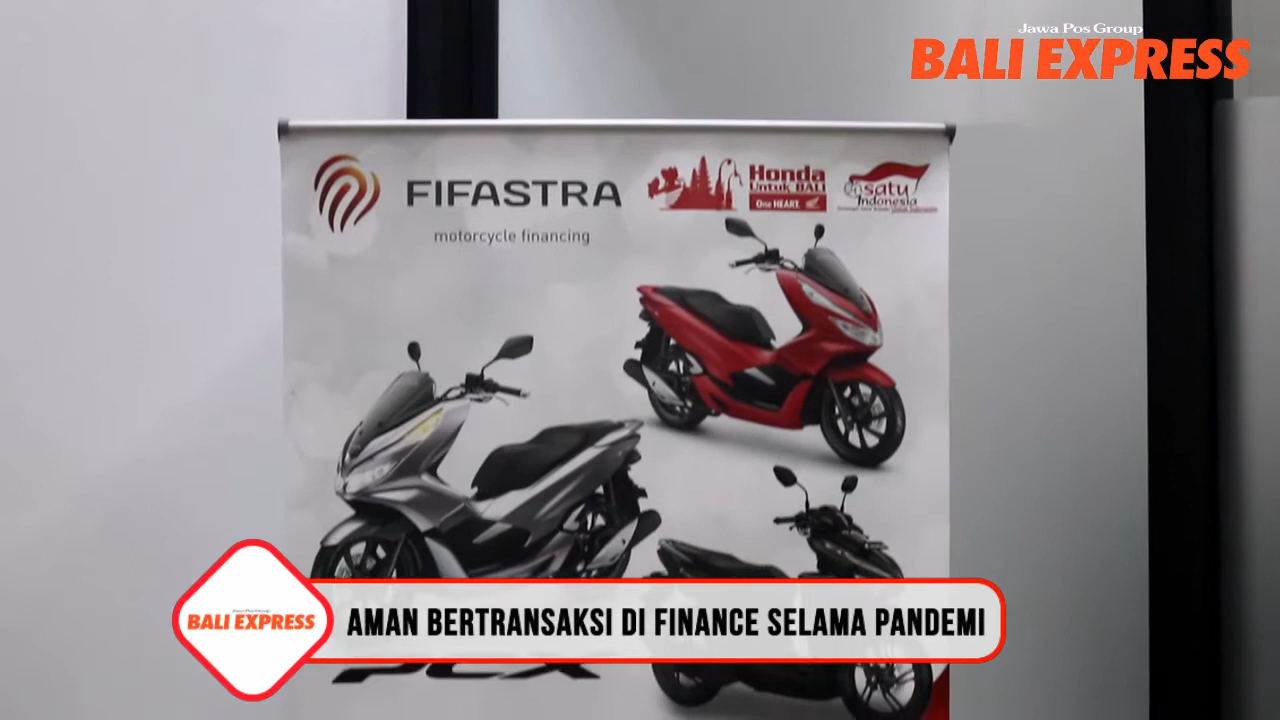 Jawa Pos Group
BALI EXPRESS
FIFASTRA
motorcycle financing
Honda
Untuk BALI
One HEART.
satu
Indonesia
BALI EXPRESS
AMAN BERTRANSAKSI DI FINANCE SELAMA PANDEMI
PCX